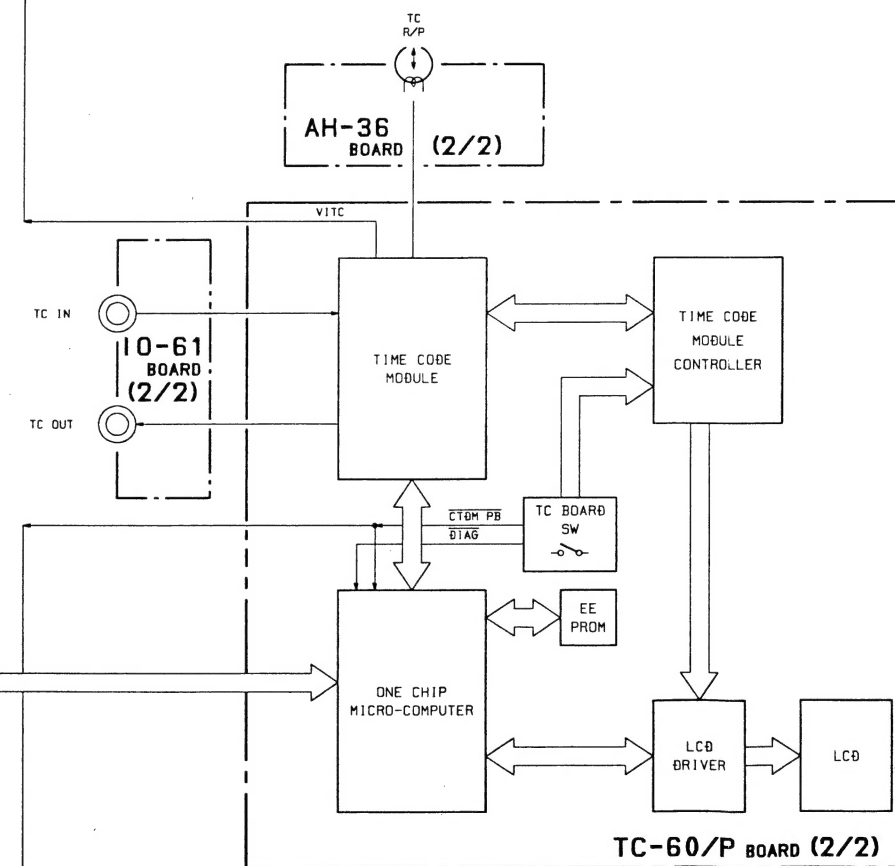 TC
R/P
AH-36
BOARD (2/2)
VITC
TC IN
IO-61
BOARD
(2/2)
TC OUT
TIME CODE
MODULE
TIME CODE
MODULE
CONTROLLER
CTDM PB
DIAG
TC BOARD
SW
EE
PROM
ONE CHIP
MICRO-COMPUTER
LCD
DRIVER
LCD
TC-60/P BOARD (2/2)